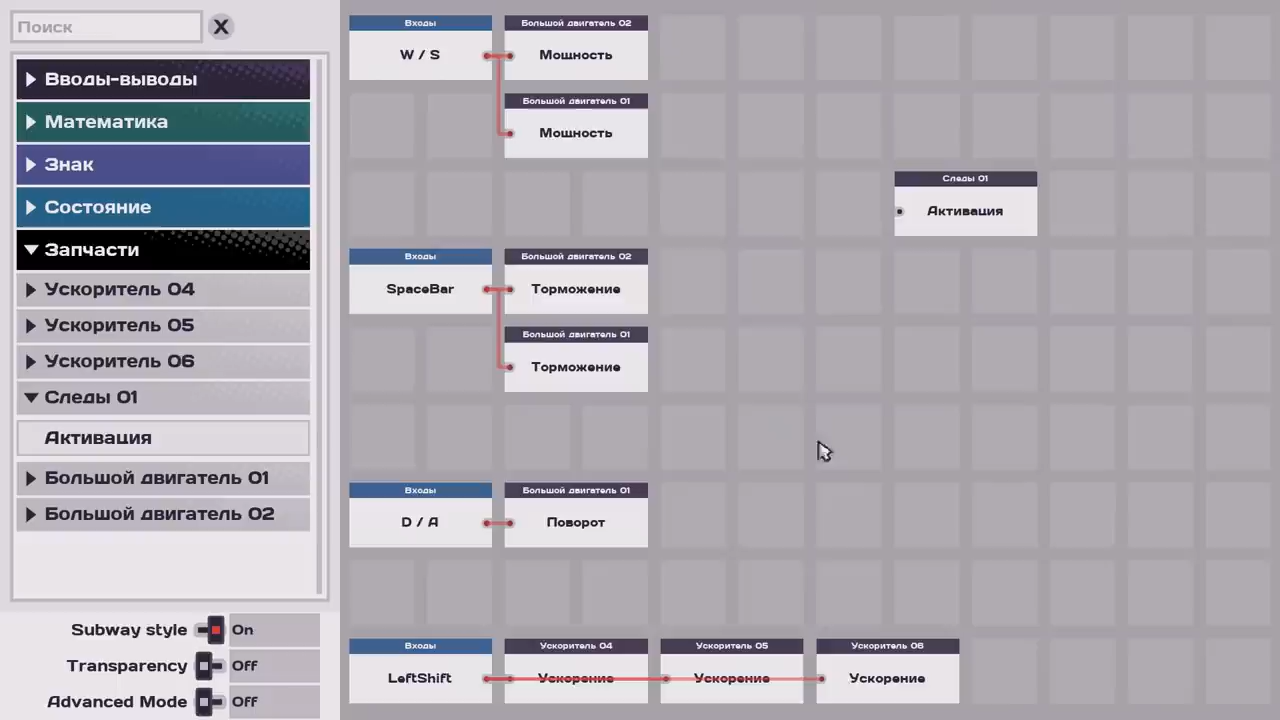 Поиск
X
Вводы-выводы
Математика
Знак
Состояние
Запчасти
Ускоритель 04
Ускоритель 05
Ускоритель 06
Следы 01
Активация
Большой двигатель 01
Большой двигатель 02
Subway style On
Transparency Off
Advanced Mode Off
Входы
W / S
Большой двигатель 02
Мощность
Большой двигатель 01
Мощность
Следы 01
Активация
Входы
SpaceBar
Большой двигатель 02
Торможение
Большой двигатель 01
Торможение
Входы
D / A
Большой двигатель 01
Поворот
Входы
LeftShift
Ускоритель 04
Ускорение
Ускоритель 05
Ускорение
Ускоритель 06
Ускорение